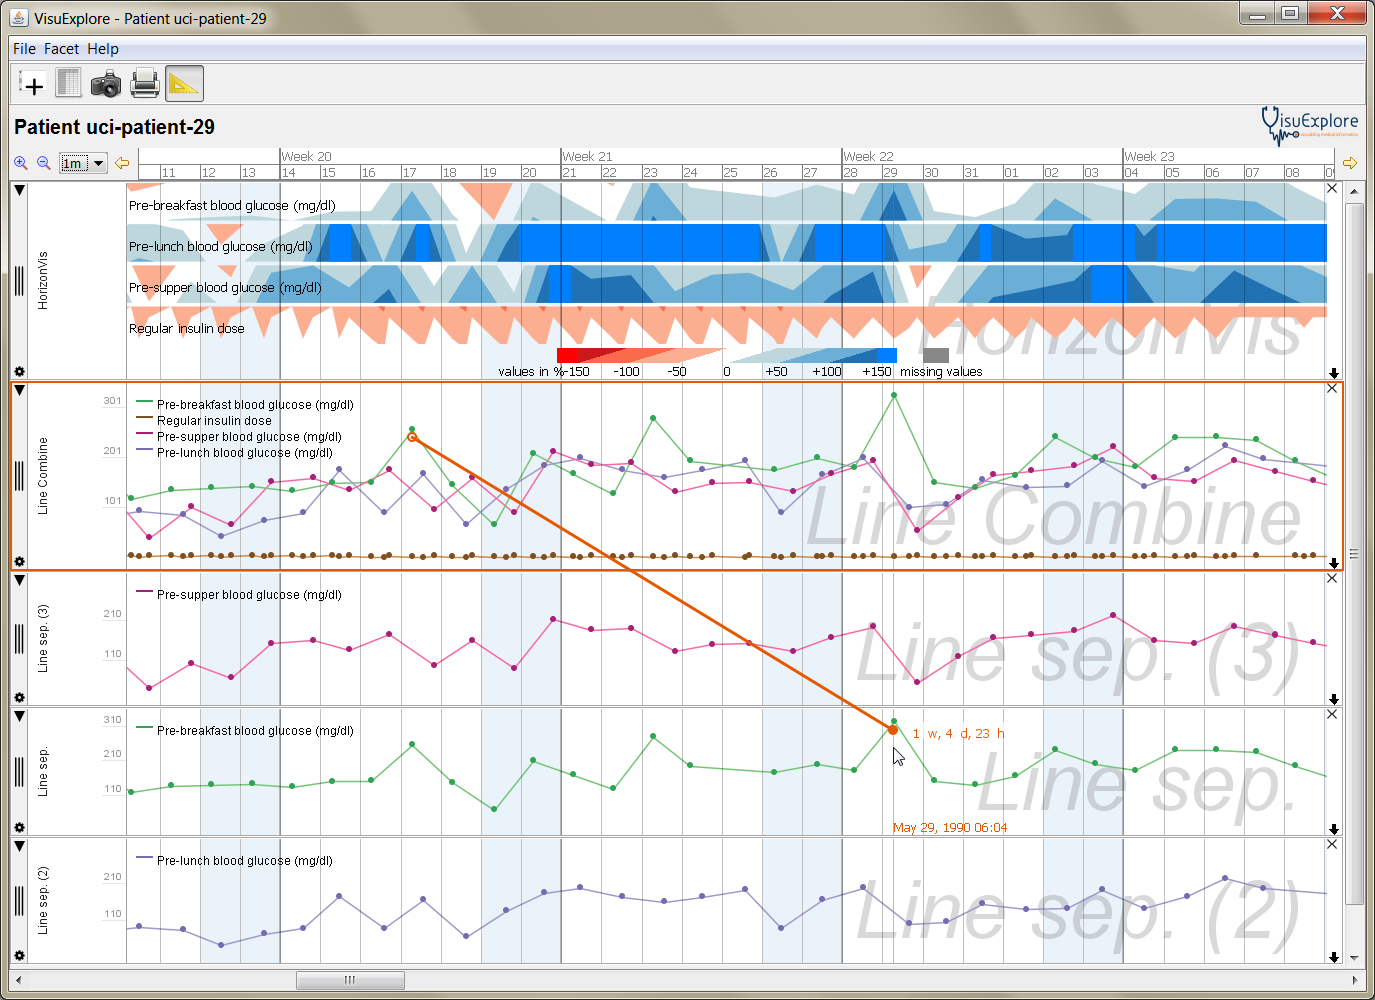 VisuExplore - Patient uci-patient-29
File Facet Help
Patient uci-patient-29
VisuExplore
1m
Week 20 Week 21 Week 22 Week 23
11 12 13 14 15 16 17 18 19 20 21 22 23 24 25 26 27 28 29 30 31 01 02 03 04 05 06 07 08
HorizonVis
Pre-breakfast blood glucose (mg/dl)
Pre-lunch blood glucose (mg/dl)
Pre-supper blood glucose (mg/dl)
Regular insulin dose
HorizonVis
values in % -150 -100 -50 0 +50 +100 +150 missing values
Line Combine
301
201
101
Pre-breakfast blood glucose (mg/dl)
Regular insulin dose
Pre-supper blood glucose (mg/dl)
Pre-lunch blood glucose (mg/dl)
Line Combine
Line sep. (3)
210
110
Pre-supper blood glucose (mg/dl)
Line sep. (3)
Line sep.
310
210
110
Pre-breakfast blood glucose (mg/dl)
1 w, 4 d, 23 h
Line sep.
May 29, 1990 06:04
Line sep. (2)
210
110
Pre-lunch blood glucose (mg/dl)
Line sep. (2)